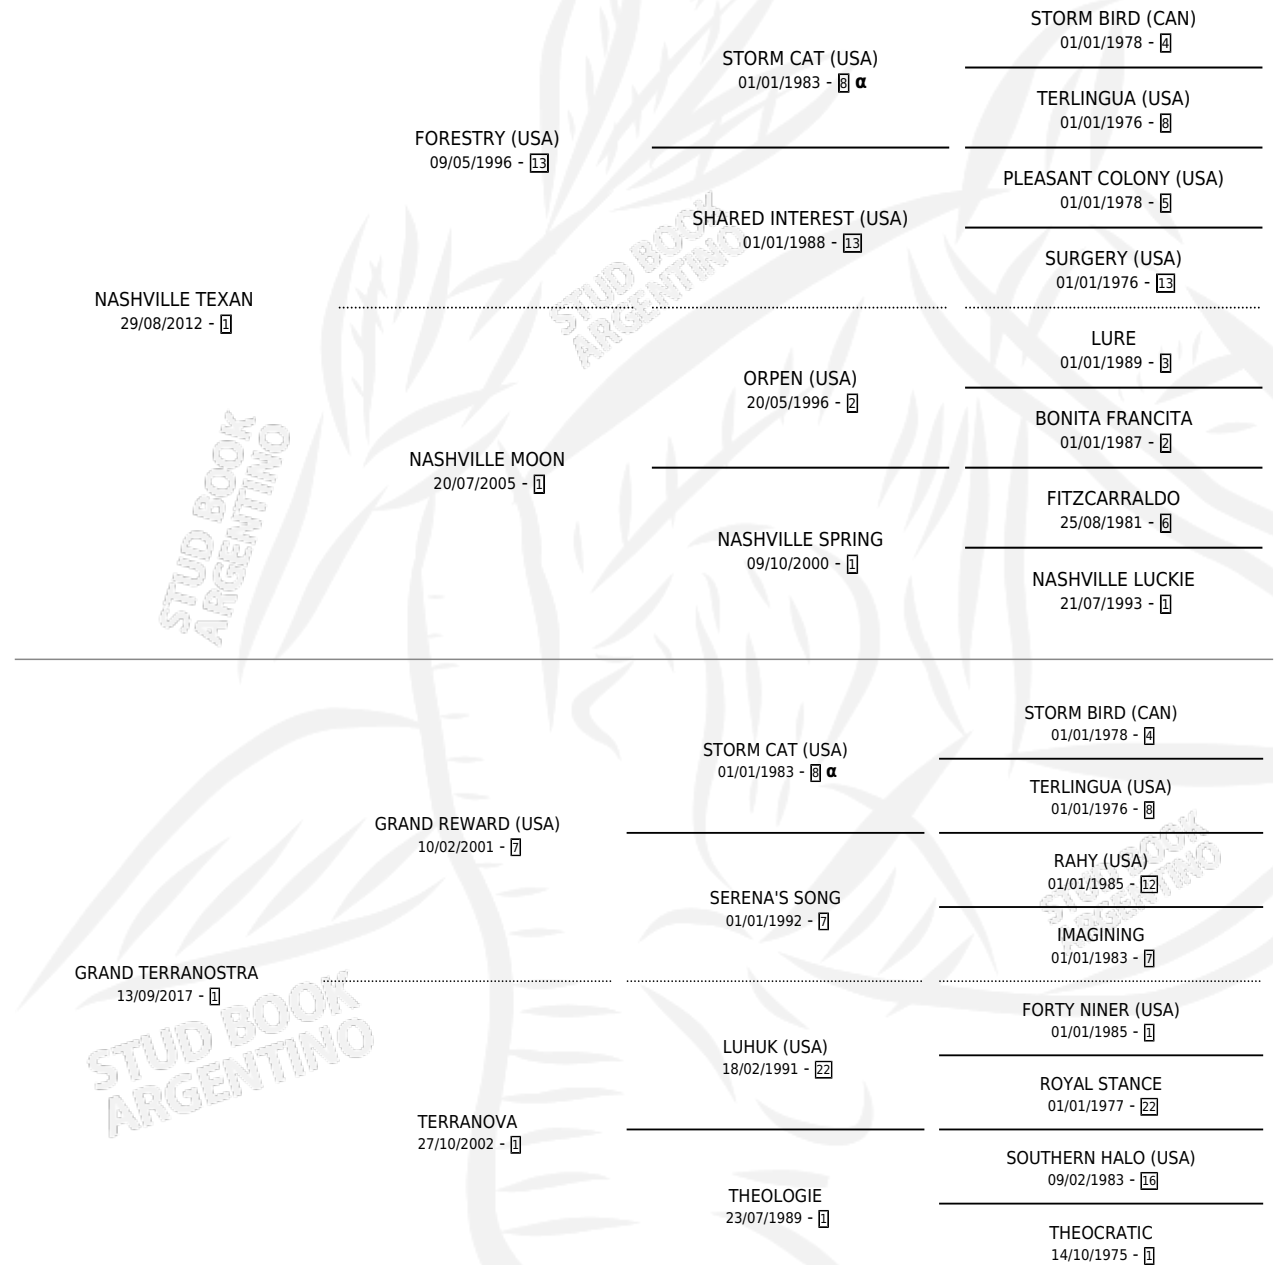 STORM BIRD (CAN)
01/01/1978 - 4
STORM CAT (USA)
01/01/1983 - 8 α
TERLINGUA (USA)
01/01/1976 - 8
FORESTRY (USA)
09/05/1996 - 13
PLEASANT COLONY (USA)
01/01/1978 - 5
SHARED INTEREST (USA)
01/01/1988 - 13
SURGERY (USA)
01/01/1976 - 13
NASHVILLE TEXAN
29/08/2012 - 1
LURE
01/01/1989 - 3
ORPEN (USA)
20/05/1996 - 2
BONITA FRANCITA
01/01/1987 - 2
NASHVILLE MOON
20/07/2005 - 1
FITZCARRALDO
25/08/1981 - 6
NASHVILLE SPRING
09/10/2000 - 1
NASHVILLE LUCKIE
21/07/1993 - 1
STORM BIRD (CAN)
01/01/1978 - 4
STORM CAT (USA)
01/01/1983 - 8 α
TERLINGUA (USA)
01/01/1976 - 8
GRAND REWARD (USA)
10/02/2001 - 7
RAHY (USA)
01/01/1985 - 12
SERENA'S SONG
01/01/1992 - 7
IMAGINING
01/01/1983 - 7
GRAND TERRANOSTRA
13/09/2017 - 1
FORTY NINER (USA)
01/01/1985 - 1
LUHUK (USA)
18/02/1991 - 22
ROYAL STANCE
01/01/1977 - 22
TERRANOVA
27/10/2002 - 1
SOUTHERN HALO (USA)
09/02/1983 - 16
THEOLOGIE
23/07/1989 - 1
THEOCRATIC
14/10/1975 - 1
STUD BOOK
ARGENTINO
STUD BOOK
ARGENTINO
STUD BOOK
ARGENTINO
STUD BOOK
ARGENTINO